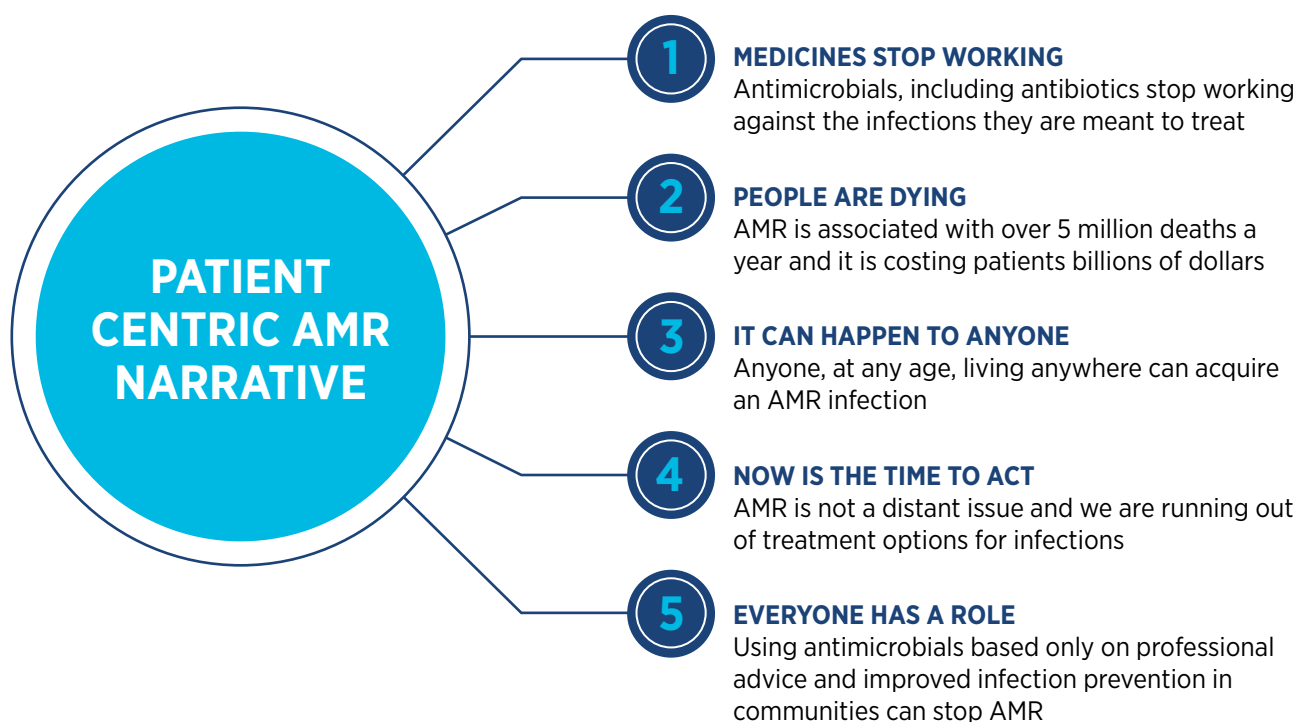 PATIENT
CENTRIC AMR
NARRATIVE
1
MEDICINES STOP WORKING
Antimicrobials, including antibiotics stop working
against the infections they are meant to treat
2
PEOPLE ARE DYING
AMR is associated with over 5 million deaths a
year and it is costing patients billions of dollars
3
IT CAN HAPPEN TO ANYONE
Anyone, at any age, living anywhere can acquire
an AMR infection
4
NOW IS THE TIME TO ACT
AMR is not a distant issue and we are running out
of treatment options for infections
5
EVERYONE HAS A ROLE
Using antimicrobials based only on professional
advice and improved infection prevention in
communities can stop AMR